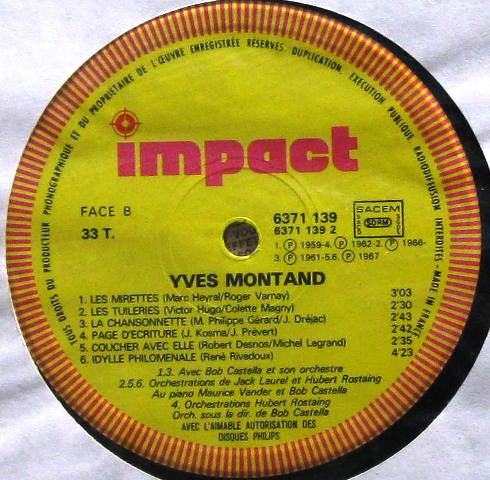 TOUS DROITS DU PRODUCTEUR PHONOGRAPHIQUE ET DU PROPRIÉTAIRE DE L'ŒUVRE ENREGISTRÉE RÉSERVÉS. DUPLICATION, EXÉCUTION PUBLIQUE, RADIODIFFUSION INTERDITES - MADE IN FRANCE
impact
FACE B
33 T.
6371 139
6371 139 2
SACEM
SDRM
1. Ⓟ 1959-4. Ⓟ 1962-2. Ⓟ 1966-
3. Ⓟ 1961-5.6. Ⓟ 1967
YVES MONTAND
1. LES MIRETTES (Marc Heyral/Roger Varnay) 3'03
2. LES TUILERIES (Victor Hugo/Colette Magny) 2'30
3. LA CHANSONNETTE (M. Philippe Gérard/J. Dréjac) 2'43
4. PAGE D'ECRITURE (J. Kosma/J. Prévert) 2'42
5. COUCHER AVEC ELLE (Robert Desnos/Michel Legrand) 2'35
6. IDYLLE PHILOMENALE (René Rivedoux) 4'23
1.3. Avec Bob Castella et son orchestre
2.5.6. Orchestrations de Jack Laurel et Hubert Rostaing
Au piano Maurice Vander et Bob Castella
4. Orchestrations Hubert Rostaing
Orch. sous la dir. de Bob Castella
AVEC L'AIMABLE AUTORISATION DES
DISQUES PHILIPS